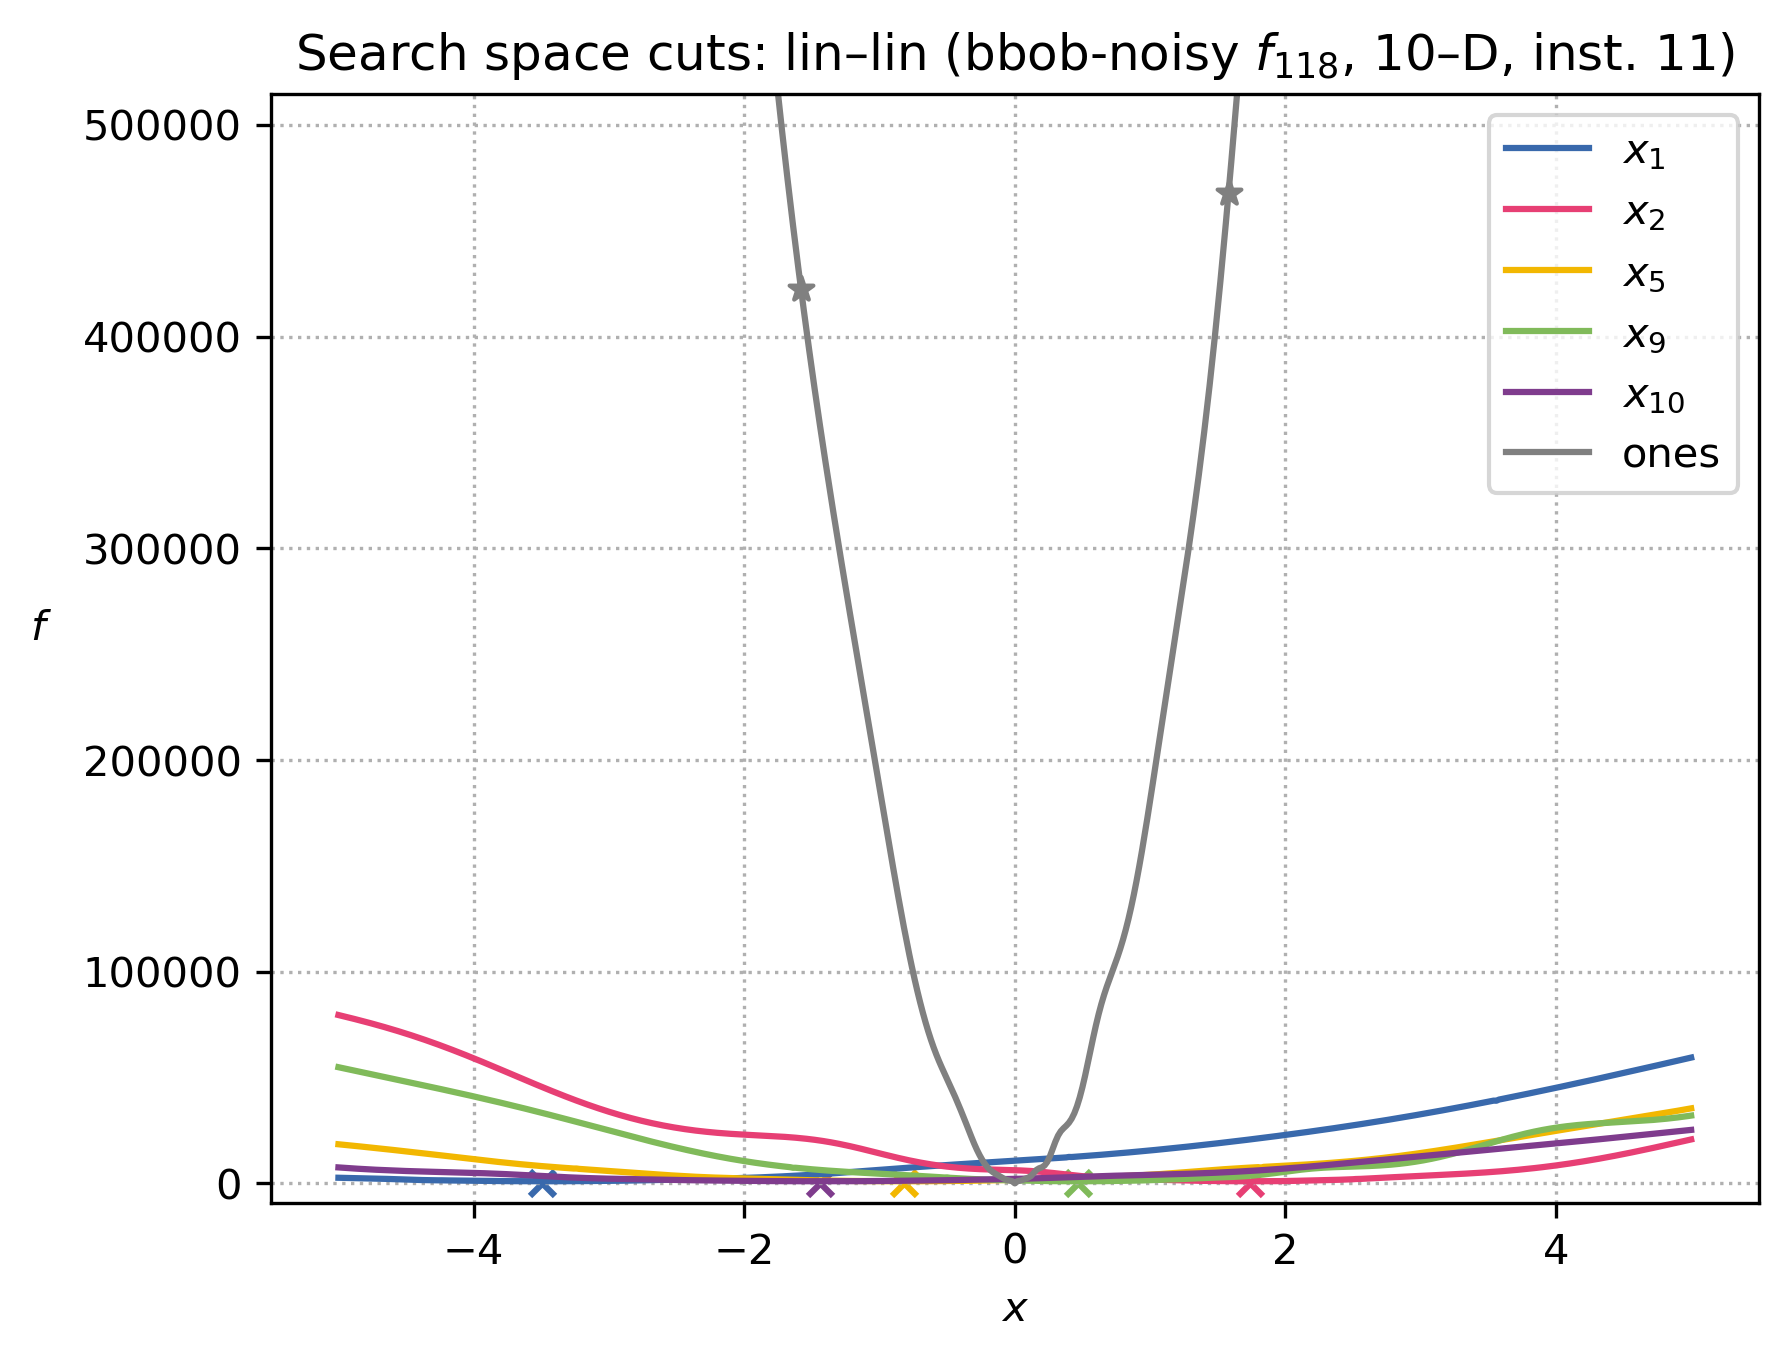 Search space cuts: lin–lin (bbob-noisy f₁₁₈, 10–D, inst. 11)
500000
400000
300000
200000
100000
0
f
−4
−2
0
2
4
x
x₁
x₂
x₅
x₉
x₁₀
ones